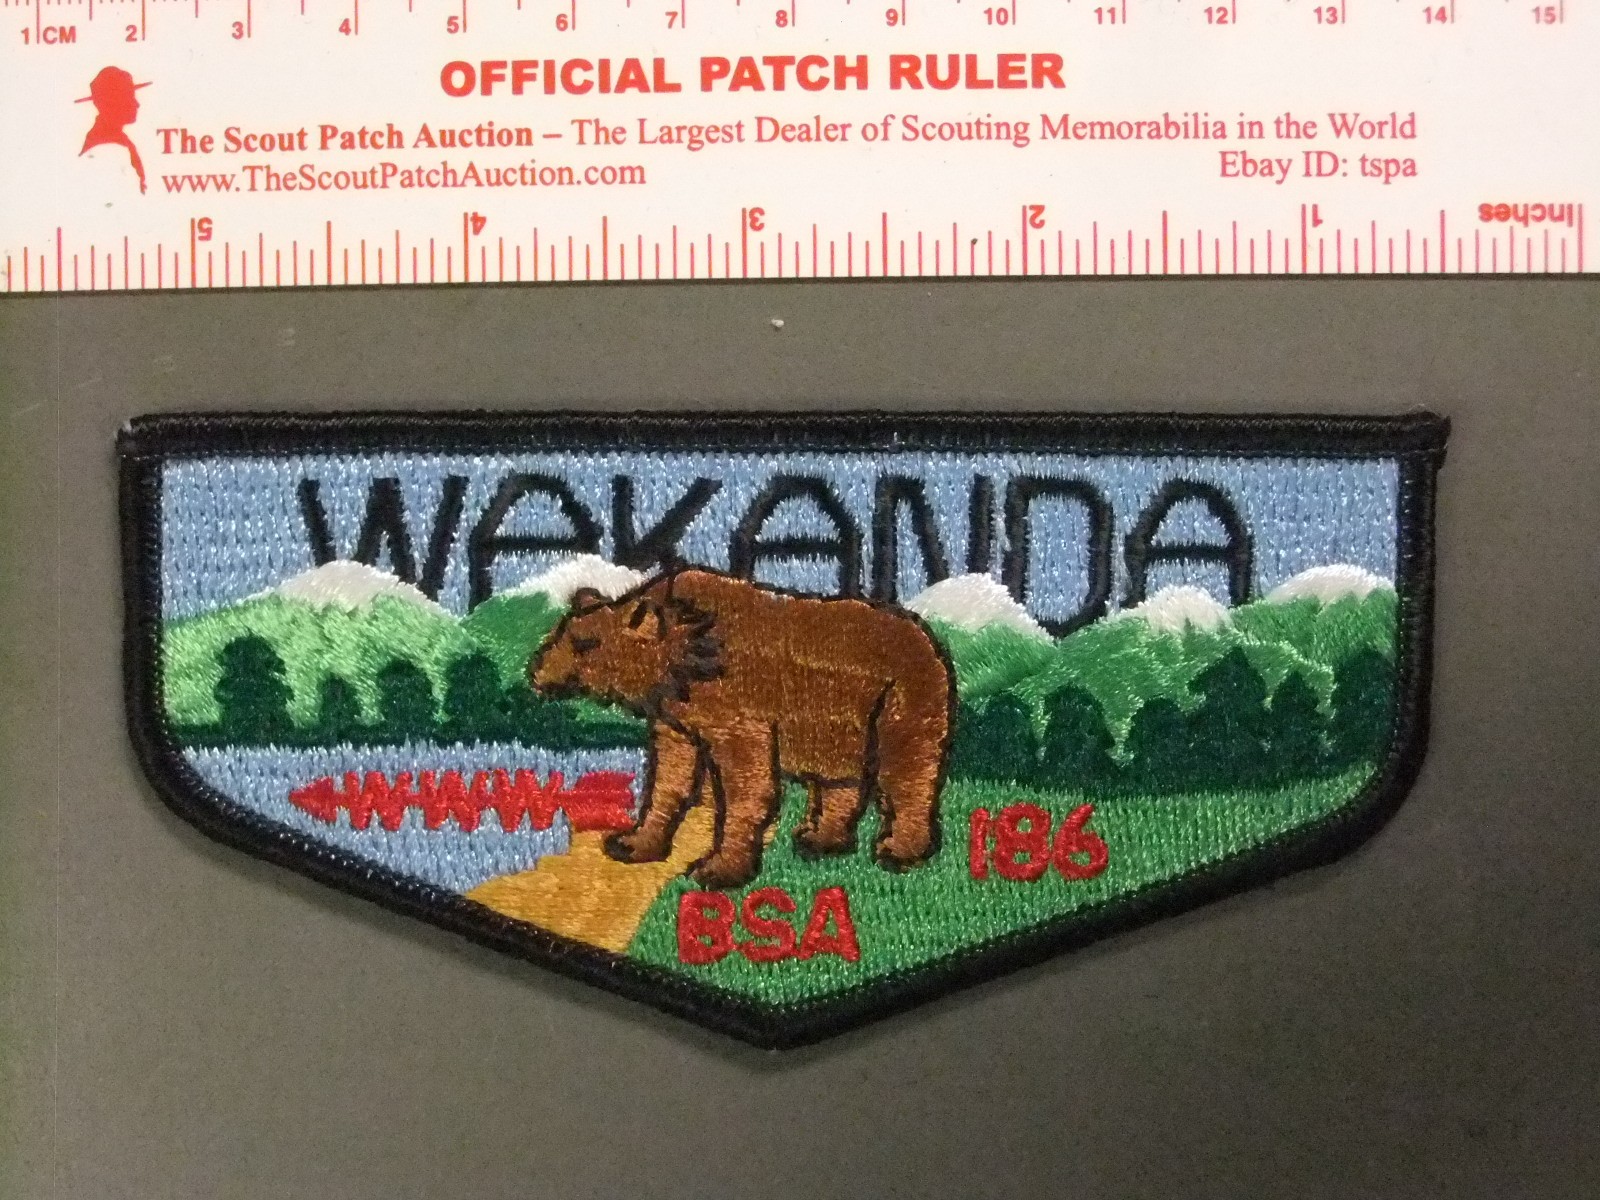 1 CM 2 3 4 5 6 7 8 9 10 11 12 13 14 15
OFFICIAL PATCH RULER
The Scout Patch Auction – The Largest Dealer of Scouting Memorabilia in the World
www.TheScoutPatchAuction.com Ebay ID: tspa
5 4 3 2 1 Inches
WAKANDA
WWW
186
BSA